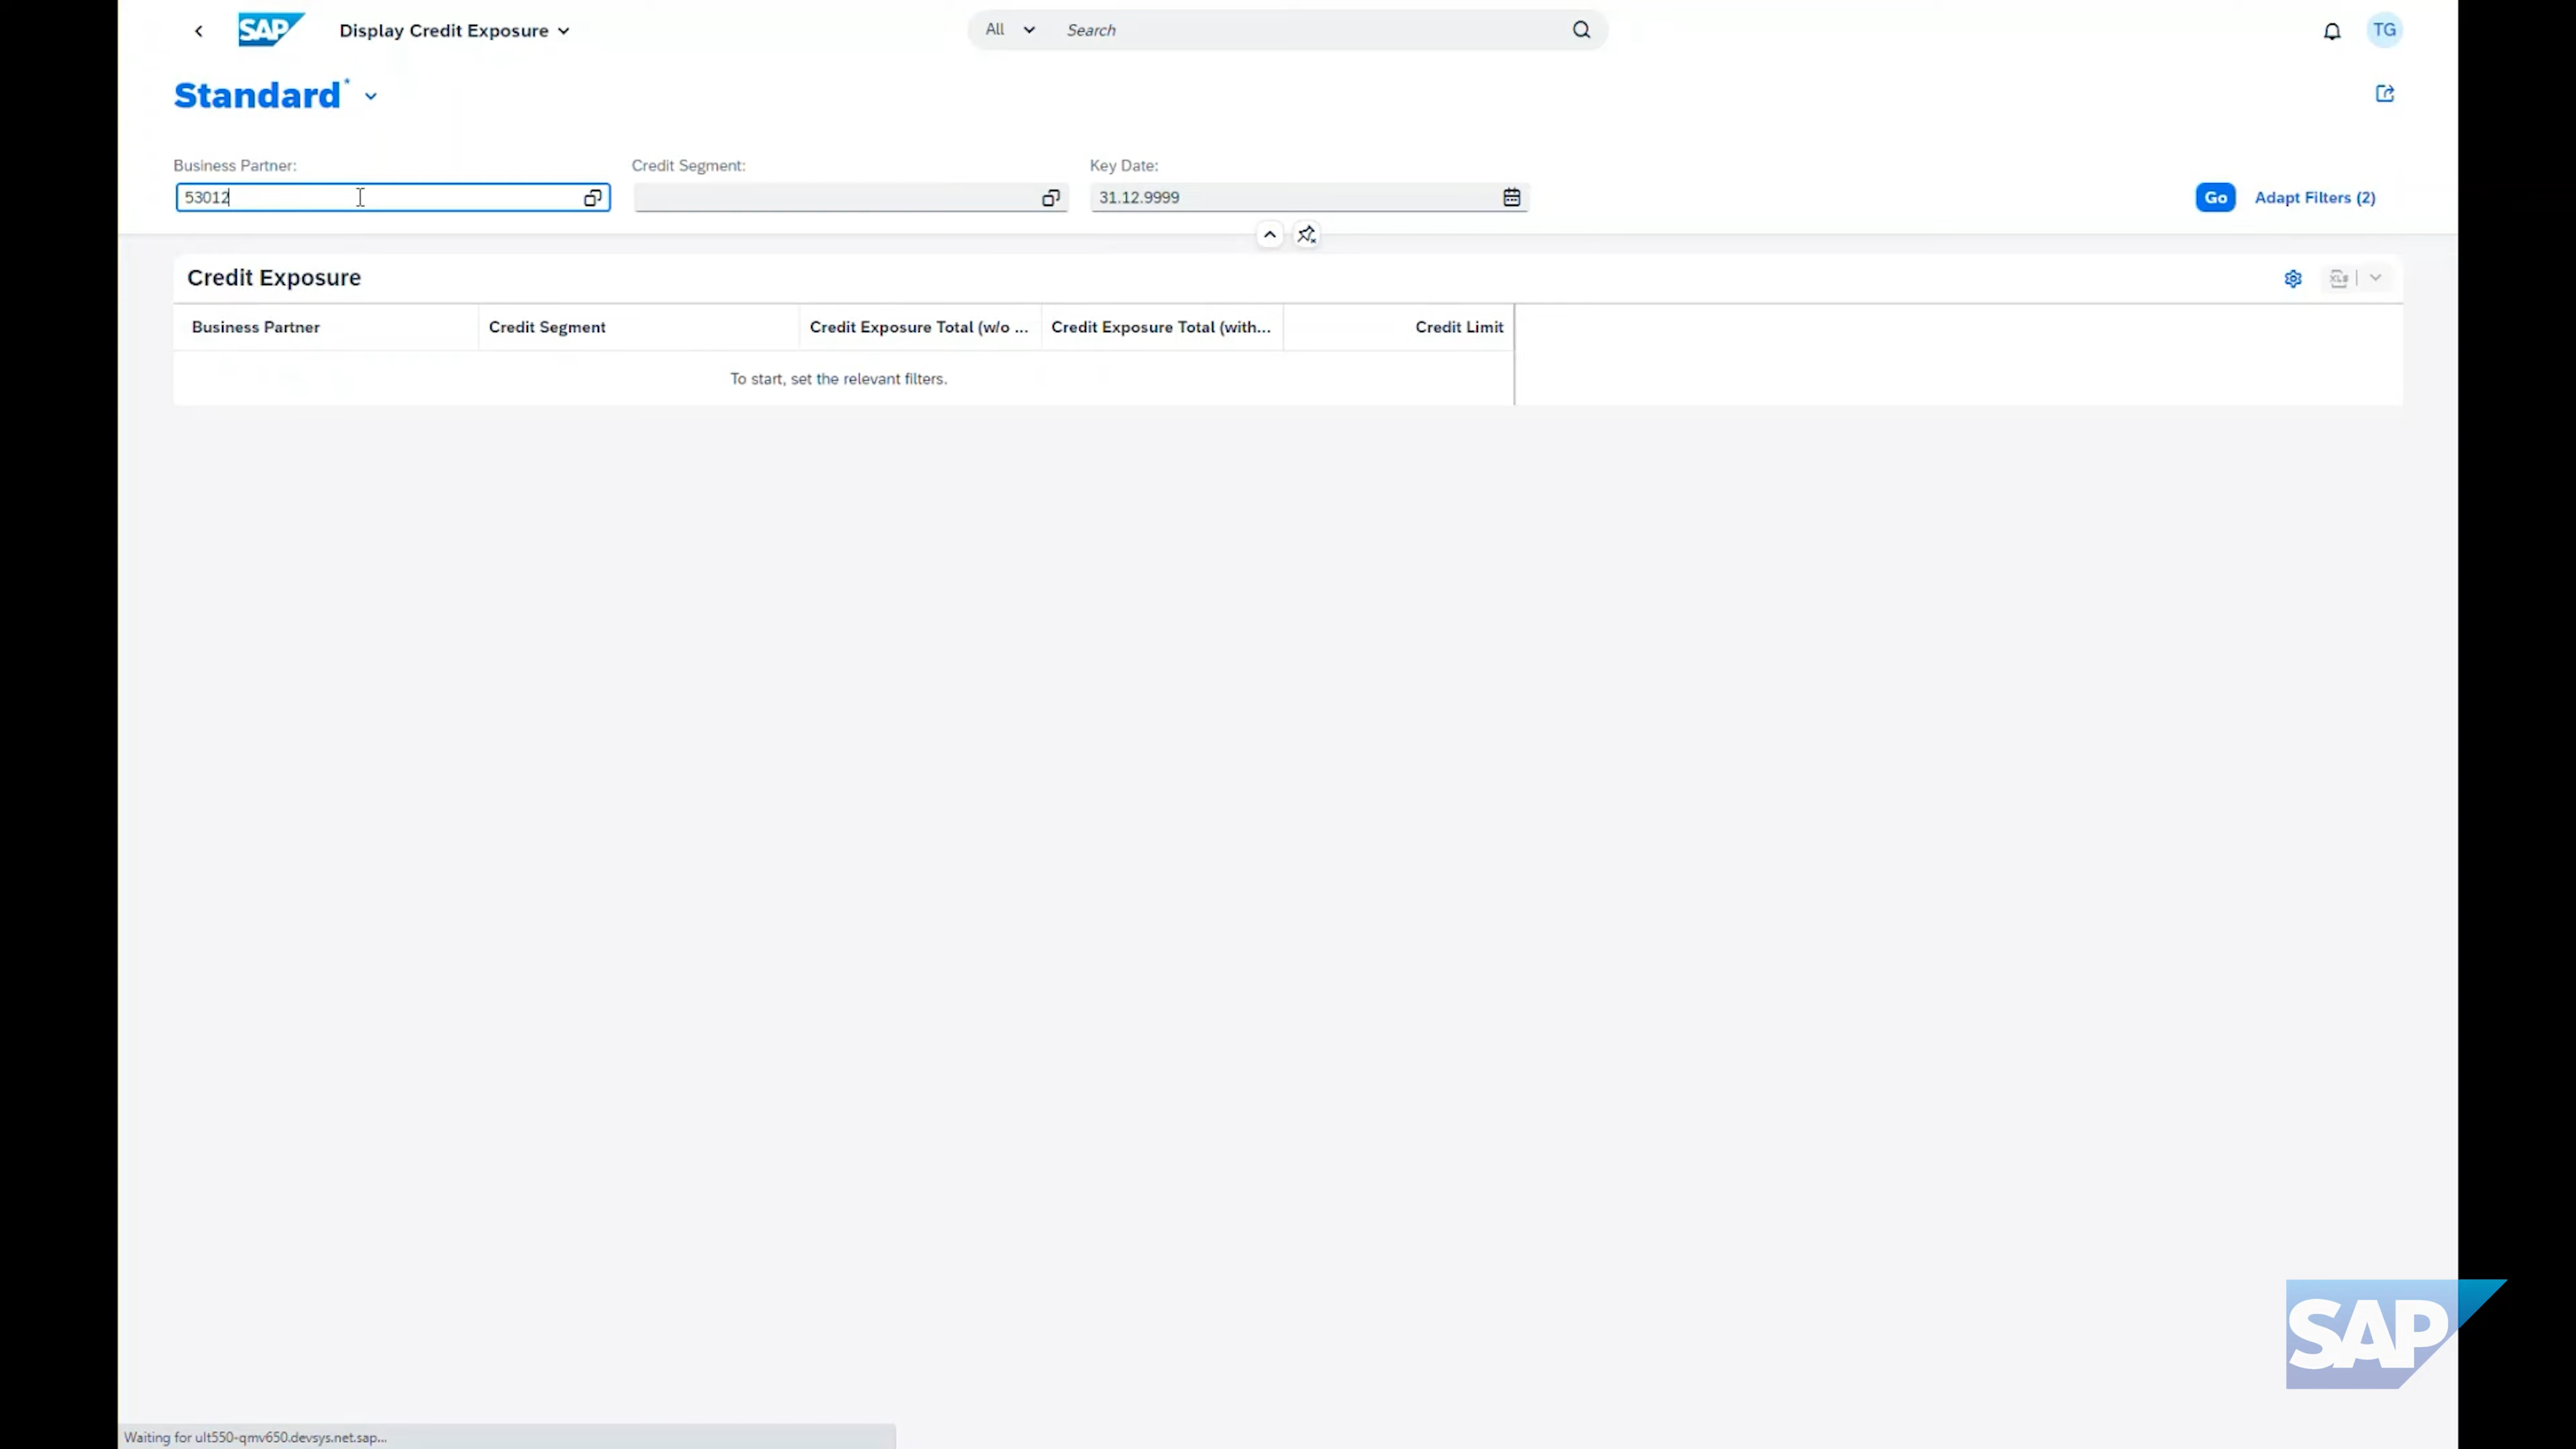 SAP
Display Credit Exposure
All
Search
TG
Standard*
Business Partner:
Credit Segment:
Key Date:
53012
31.12.9999
Go
Adapt Filters (2)
Credit Exposure
Business Partner
Credit Segment
Credit Exposure Total (w/o ...
Credit Exposure Total (with...
Credit Limit
To start, set the relevant filters.
SAP
Waiting for ult550-qmv650.devsys.net.sap...